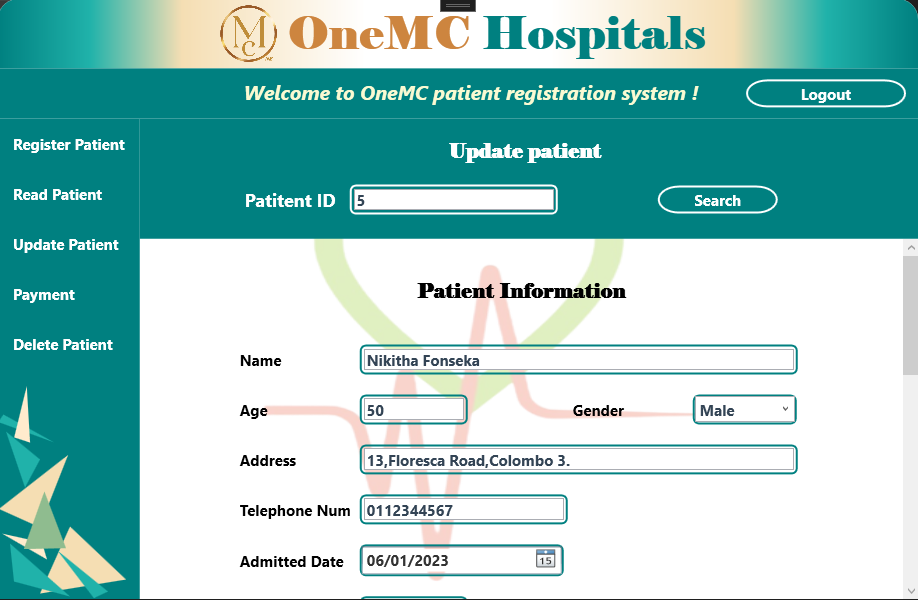 MC OneMC Hospitals
Welcome to OneMC patient registration system !
Logout
Register Patient
Read Patient
Update Patient
Payment
Delete Patient
Update patient
Patitent ID 5 Search
Patient Information
Name Nikitha Fonseka
Age 50 Gender Male
Address 13,Floresca Road,Colombo 3.
Telephone Num 0112344567
Admitted Date 06/01/2023 15